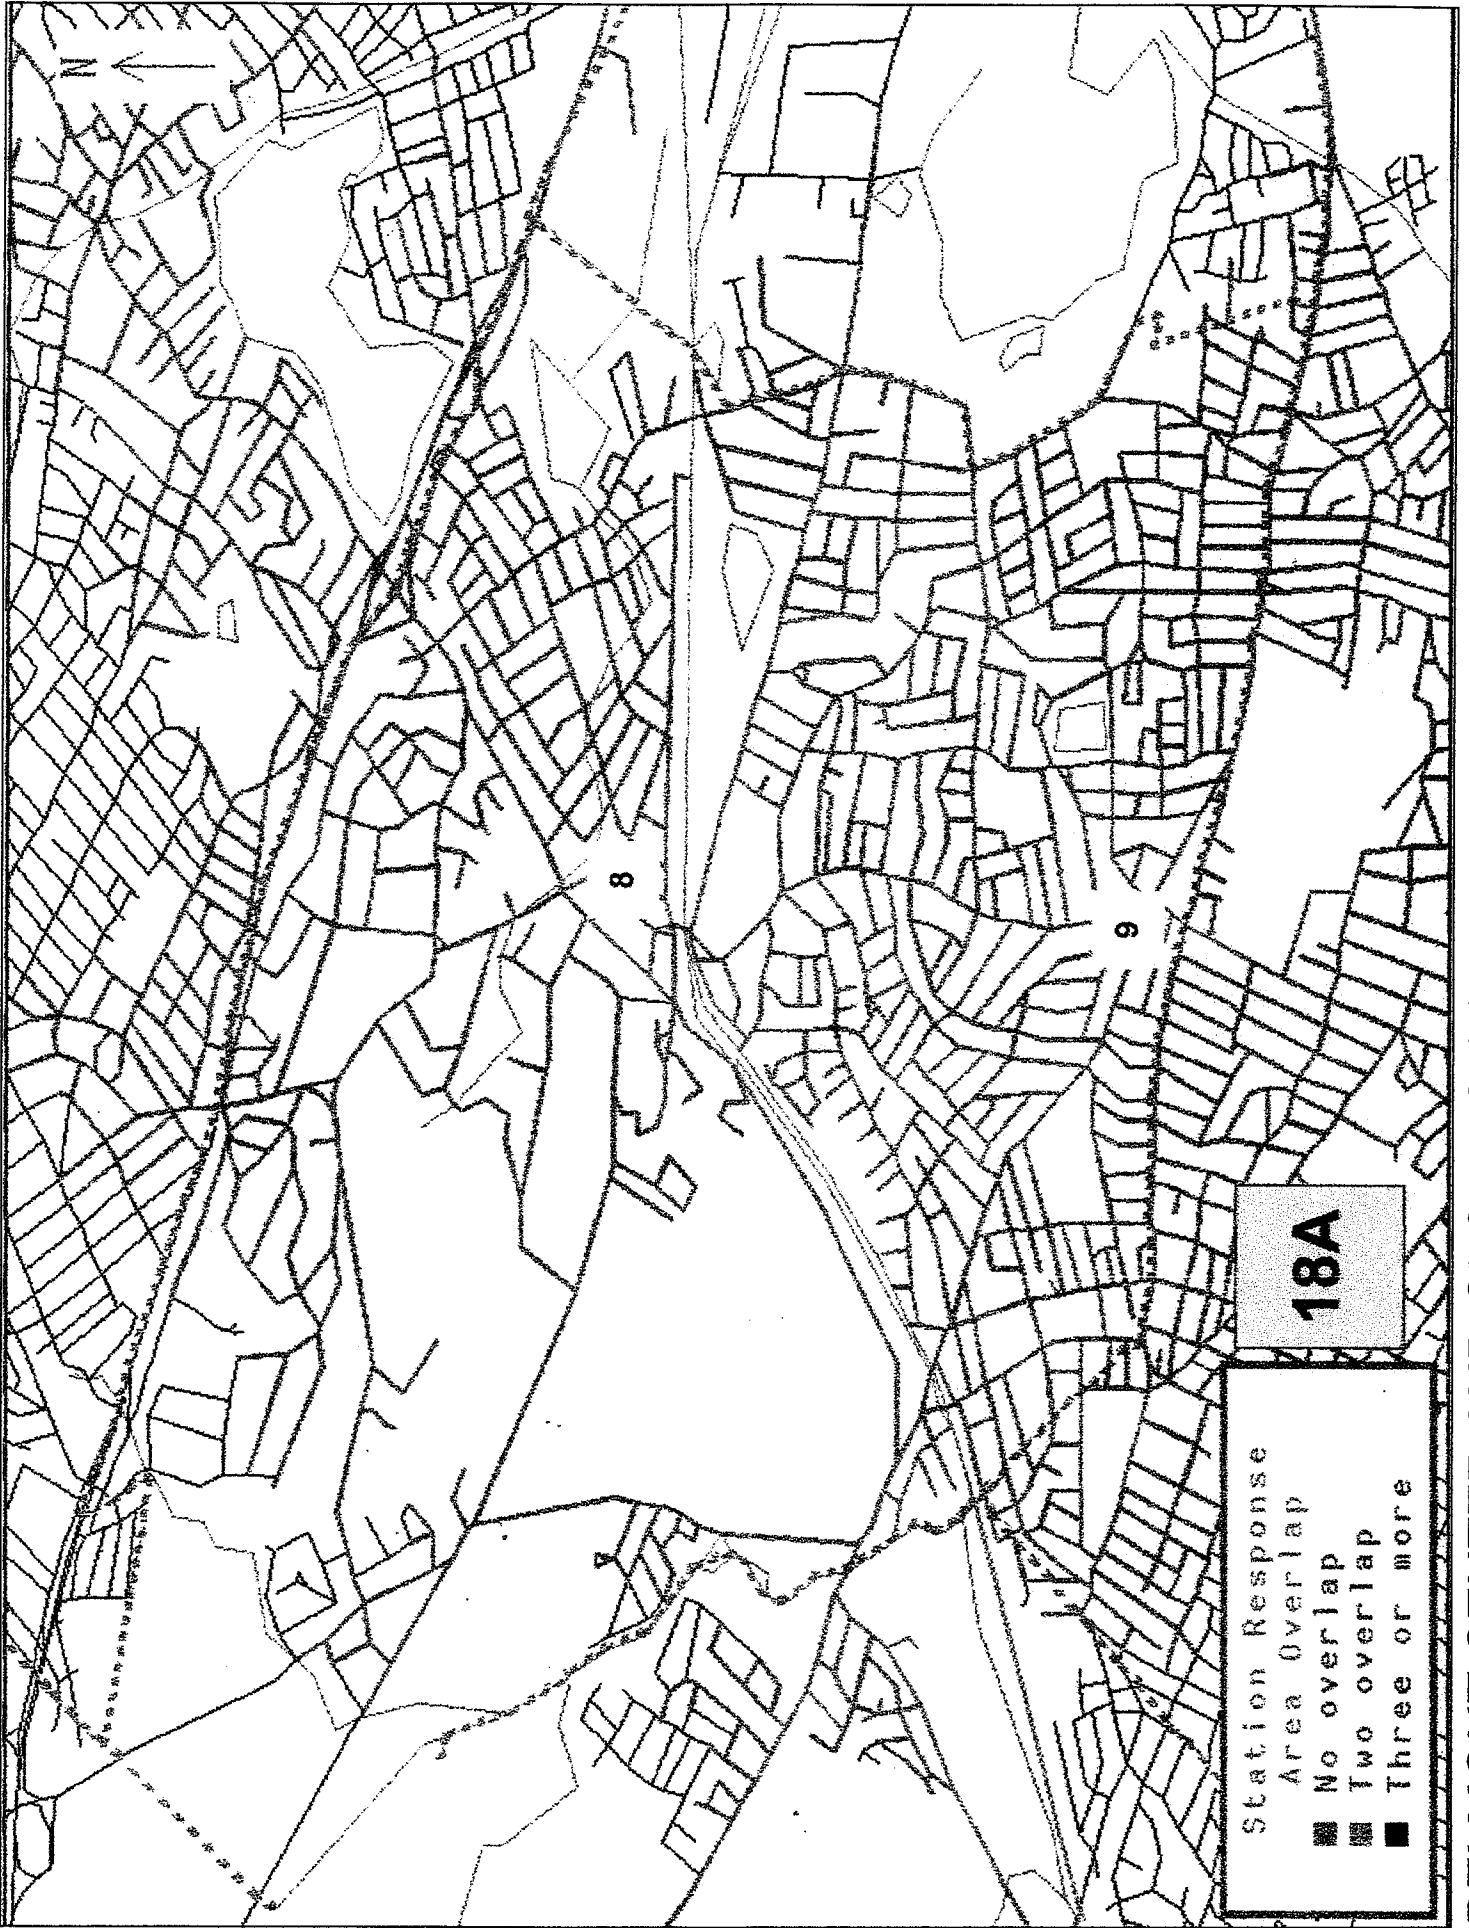 N
8
9
18A
Station Response
Area Overlap
No overlap
Two overlap
Three or more